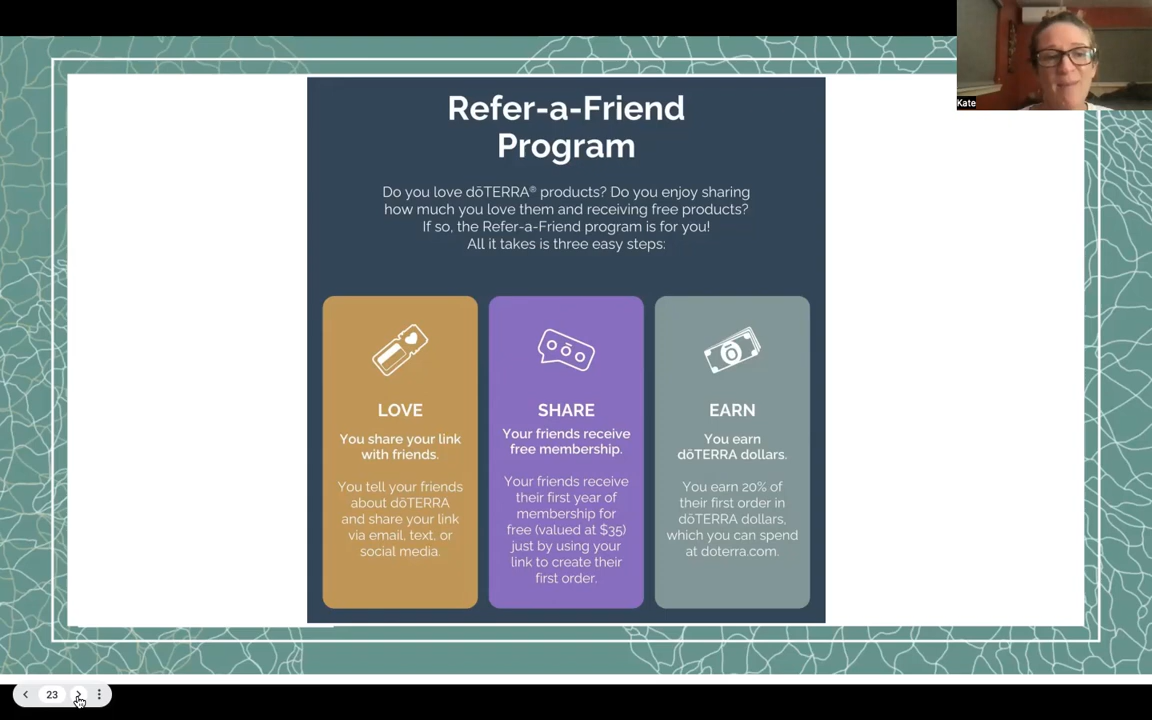 Refer-a-Friend
Program
Do you love dōTERRA® products? Do you enjoy sharing
how much you love them and receiving free products?
If so, the Refer-a-Friend program is for you!
All it takes is three easy steps:
LOVE
You share your link
with friends.
You tell your friends
about dōTERRA
and share your link
via email, text, or
social media.
SHARE
Your friends receive
free membership.
Your friends receive
their first year of
membership for
free (valued at $35)
just by using your
link to create their
first order.
EARN
You earn
dōTERRA dollars.
You earn 20% of
their first order in
dōTERRA dollars,
which you can spend
at doterra.com.
Kate
23